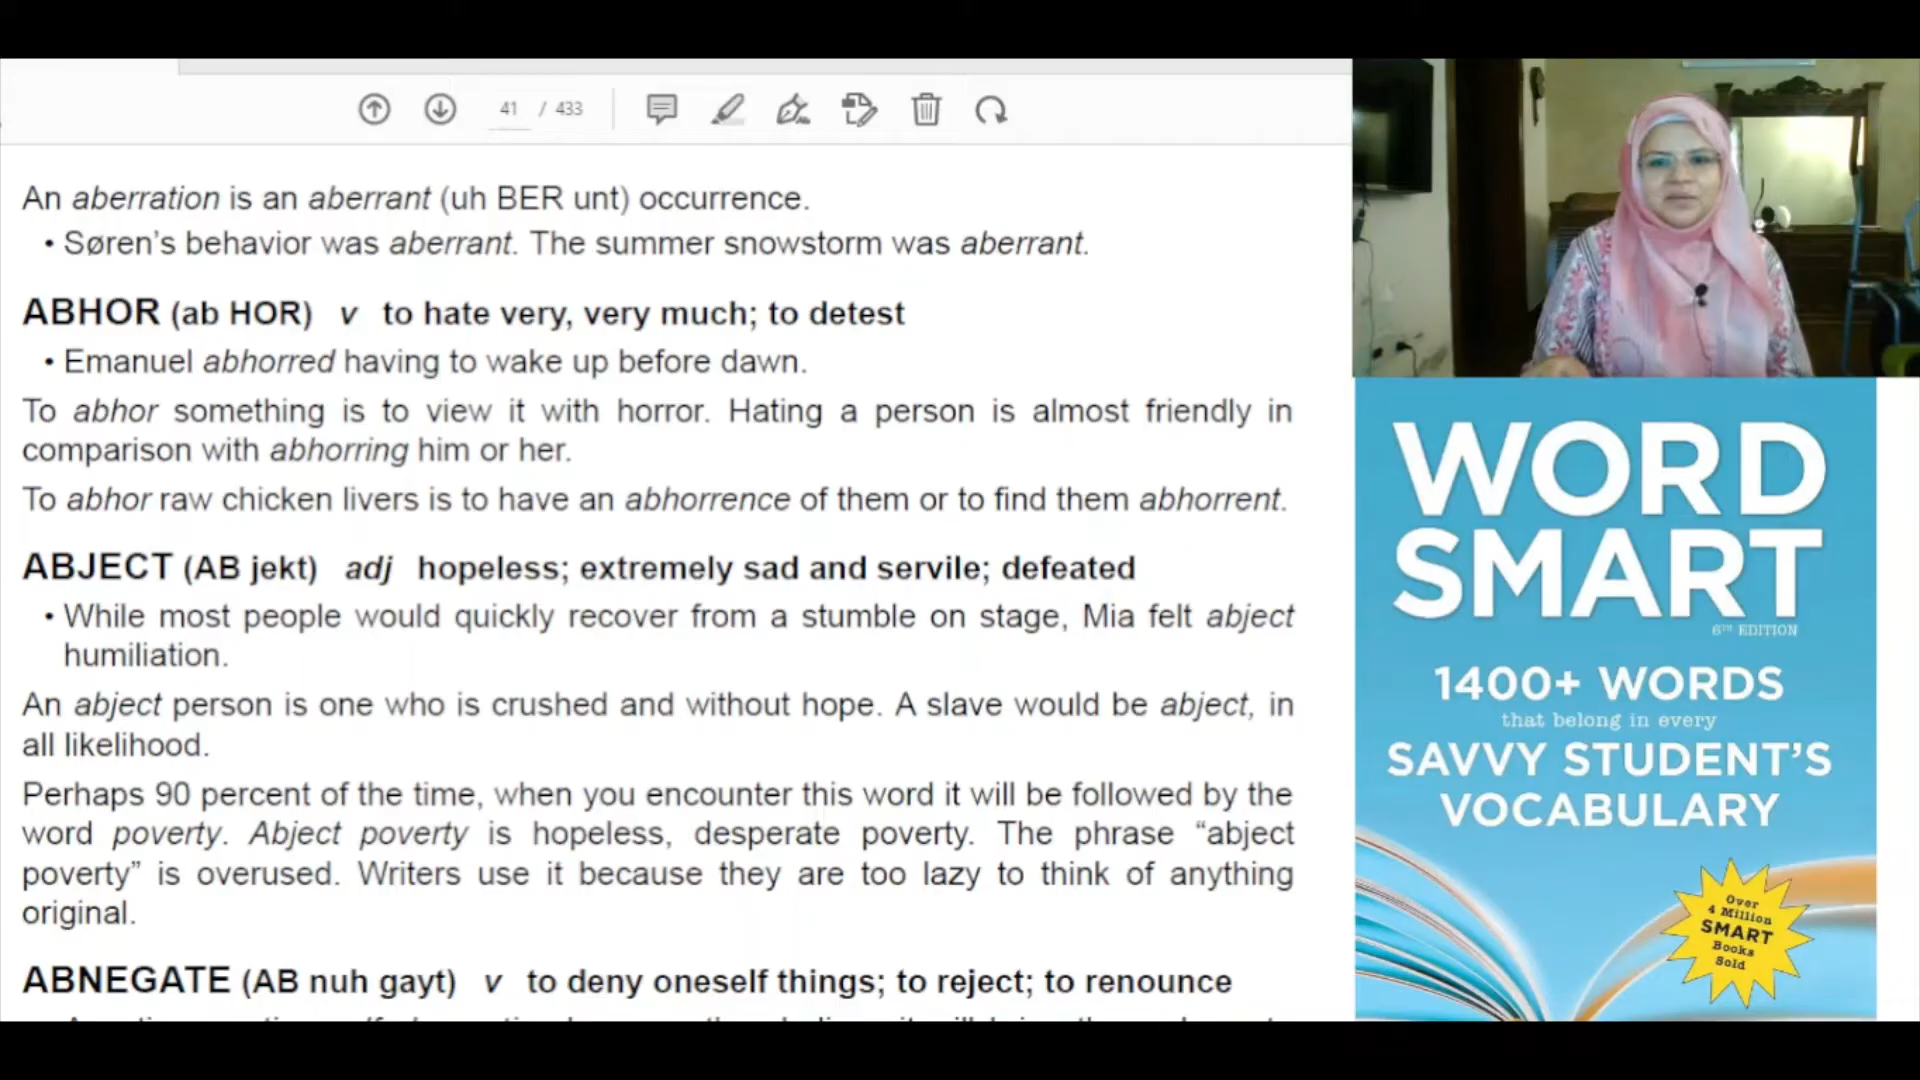 41 / 433
An aberration is an aberrant (uh BER unt) occurrence.
• Søren's behavior was aberrant. The summer snowstorm was aberrant.
ABHOR (ab HOR) v to hate very, very much; to detest
• Emanuel abhorred having to wake up before dawn.
To abhor something is to view it with horror. Hating a person is almost friendly in
comparison with abhorring him or her.
To abhor raw chicken livers is to have an abhorrence of them or to find them abhorrent.
ABJECT (AB jekt) adj hopeless; extremely sad and servile; defeated
• While most people would quickly recover from a stumble on stage, Mia felt abject
humiliation.
An abject person is one who is crushed and without hope. A slave would be abject, in
all likelihood.
Perhaps 90 percent of the time, when you encounter this word it will be followed by the
word poverty. Abject poverty is hopeless, desperate poverty. The phrase “abject
poverty” is overused. Writers use it because they are too lazy to think of anything
original.
ABNEGATE (AB nuh gayt) v to deny oneself things; to reject; to renounce
WORD
SMART
6TH EDITION
1400+ WORDS
that belong in every
SAVVY STUDENT'S
VOCABULARY
Over
4 Million
SMART
Books
Sold